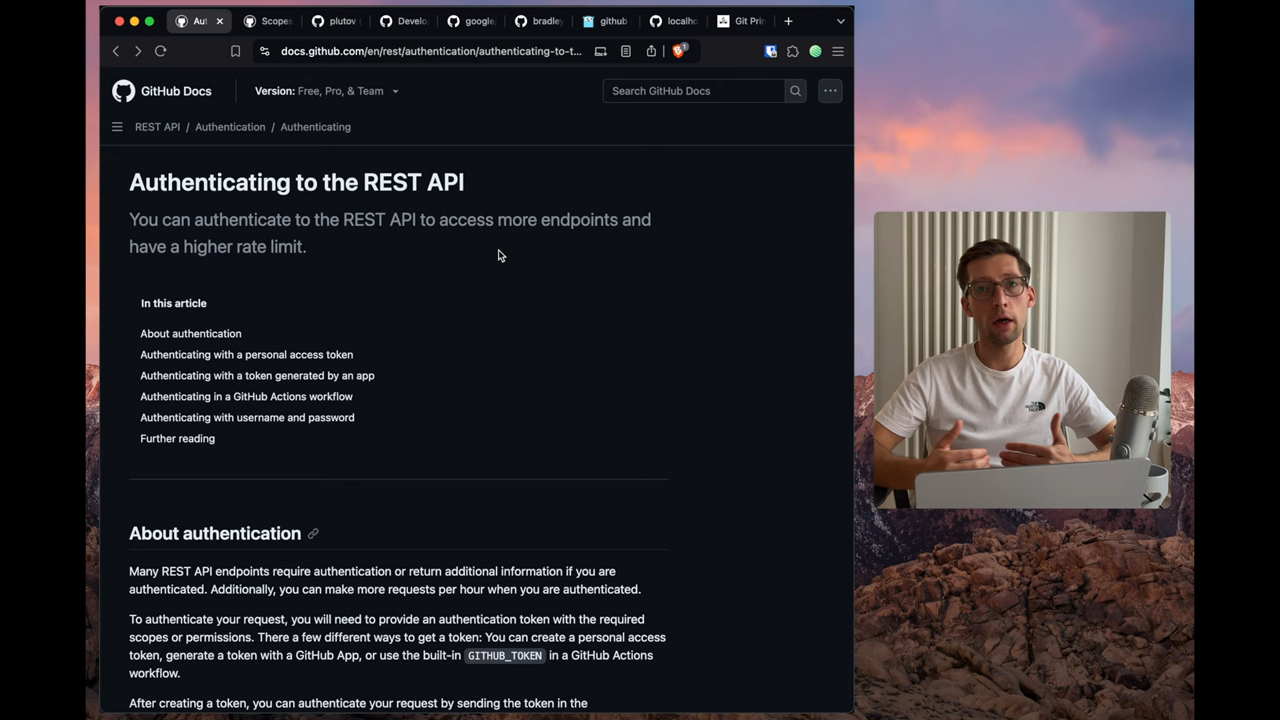 Aut
Scopes
plutov
Develo
google
bradley
github
localho
Git Pri
docs.github.com/en/rest/authentication/authenticating-to-t...
1
GitHub Docs
Version: Free, Pro, & Team
Search GitHub Docs
REST API / Authentication / Authenticating
Authenticating to the REST API
You can authenticate to the REST API to access more endpoints and
have a higher rate limit.
In this article
About authentication
Authenticating with a personal access token
Authenticating with a token generated by an app
Authenticating in a GitHub Actions workflow
Authenticating with username and password
Further reading
About authentication
Many REST API endpoints require authentication or return additional information if you are
authenticated. Additionally, you can make more requests per hour when you are authenticated.
To authenticate your request, you will need to provide an authentication token with the required
scopes or permissions. There a few different ways to get a token: You can create a personal access
token, generate a token with a GitHub App, or use the built-in GITHUB_TOKEN in a GitHub Actions
workflow.
After creating a token, you can authenticate your request by sending the token in the
THE NORTH FACE